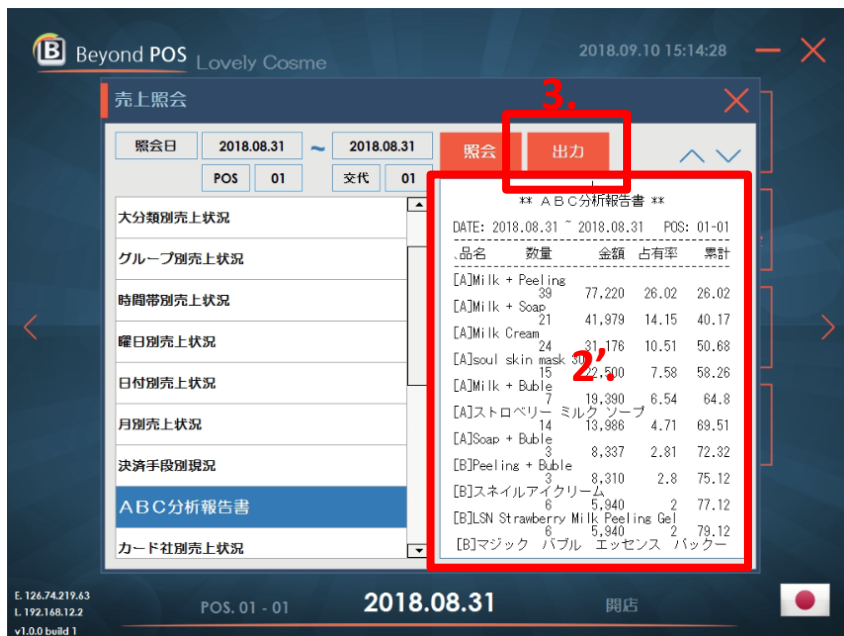 B Beyond POS Lovely Cosme 2018.09.10 15:14:28
売上照会
3.
照会日 2018.08.31 ~ 2018.08.31 照会 出力
POS 01 交代 01
大分類別売上状況
グループ別売上状況
時間帯別売上状況
曜日別売上状況
日付別売上状況
月別売上状況
決済手段別現況
ABC分析報告書
カード社別売上状況
** ABC分析報告書 **
DATE: 2018.08.31 ~ 2018.08.31 POS: 01-01
品名 数量 金額 占有率 累計
[A]Milk + Peeling
39 77,220 26.02 26.02
[A]Milk + Soap
21 41,979 14.15 40.17
[A]Milk Cream
24 31,176 10.51 50.68
[A]soul skin mask 30
15 22,500 7.58 58.26
2'.
[A]Milk + Buble
7 19,390 6.54 64.8
[A]ストロベリー ミルク ソープ
14 13,986 4.71 69.51
[A]Soap + Buble
3 8,337 2.81 72.32
[B]Peeling + Buble
3 8,310 2.8 75.12
[B]スネイルアイクリーム
6 5,940 2 77.12
[B]LSN Strawberry Milk Peeling Gel
6 5,940 2 79.12
[B]マジック バブル エッセンス パックー
E. 126.74.219.63
L. 192.168.12.2
v1.0.0 build 1
POS. 01 - 01 2018.08.31 開店